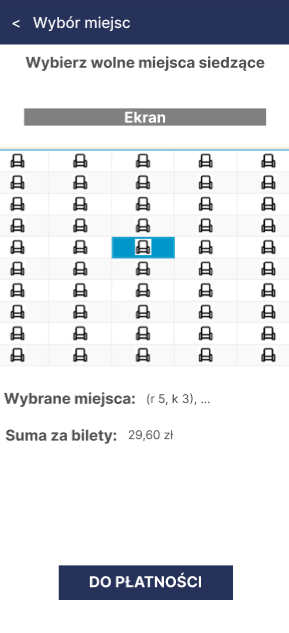 < Wybór miejsc
Wybierz wolne miejsca siedzące
Ekran
Wybrane miejsca: (r 5, k 3), ...
Suma za bilety: 29,60 zł
DO PŁATNOŚCI